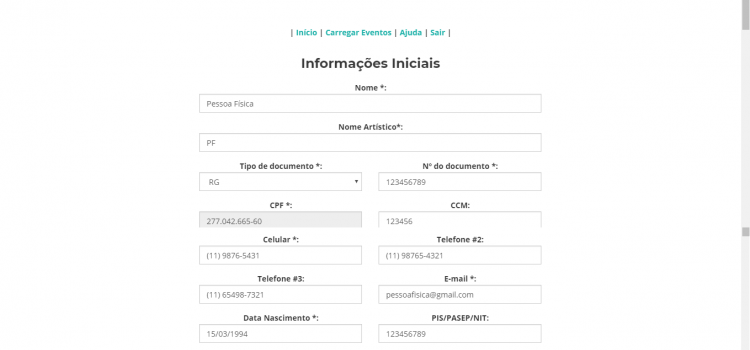 | Início | Carregar Eventos | Ajuda | Sair |
Informações Iniciais
Nome *:
Pessoa Física
Nome Artístico*:
PF
Tipo de documento *: Nº do documento *:
RG 123456789
CPF *: CCM:
277.042.665-60 123456
Celular *: Telefone #2:
(11) 9876-5431 (11) 98765-4321
Telefone #3: E-mail *:
(11) 65498-7321 pessoafisica@gmail.com
Data Nascimento *: PIS/PASEP/NIT:
15/03/1994 123456789